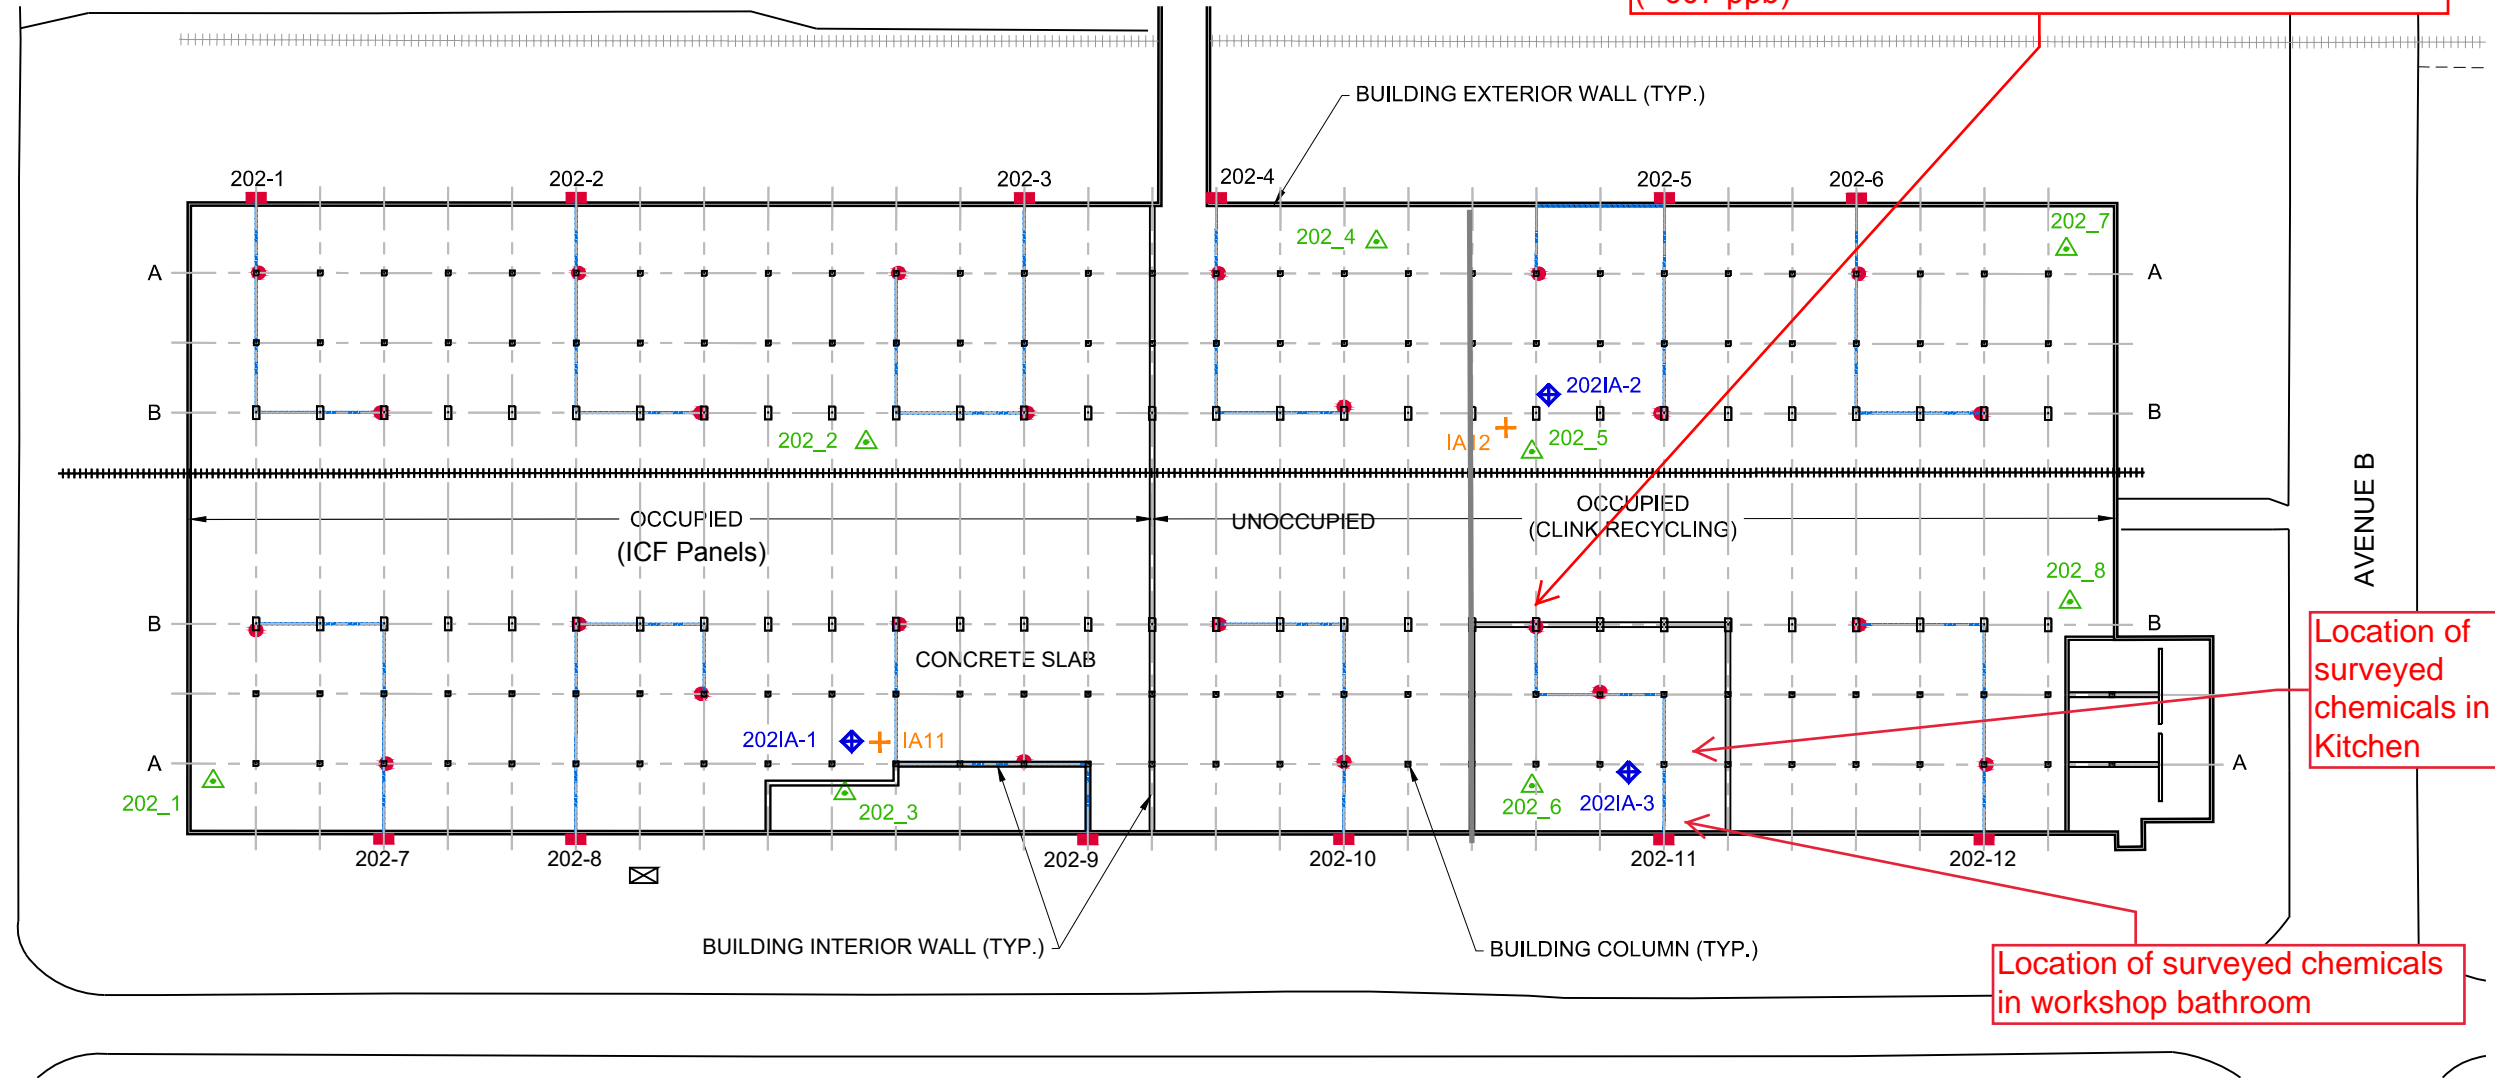 BUILDING EXTERIOR WALL (TYP.)
202-1
202-2
202-3
202-4
202-5
202-6
202_4
202_7
A
A
202IA-2
B
B
202_2
IA12
202_5
AVENUE B
OCCUPIED
(ICF Panels)
UNOCCUPIED
OCCUPIED
(CLINK RECYCLING)
202_8
B
B
CONCRETE SLAB
Location of
surveyed
chemicals in
Kitchen
202IA-1
IA11
A
A
202_1
202_3
202_6
202IA-3
202-7
202-8
202-9
202-10
202-11
202-12
BUILDING INTERIOR WALL (TYP.)
BUILDING COLUMN (TYP.)
Location of surveyed chemicals
in workshop bathroom